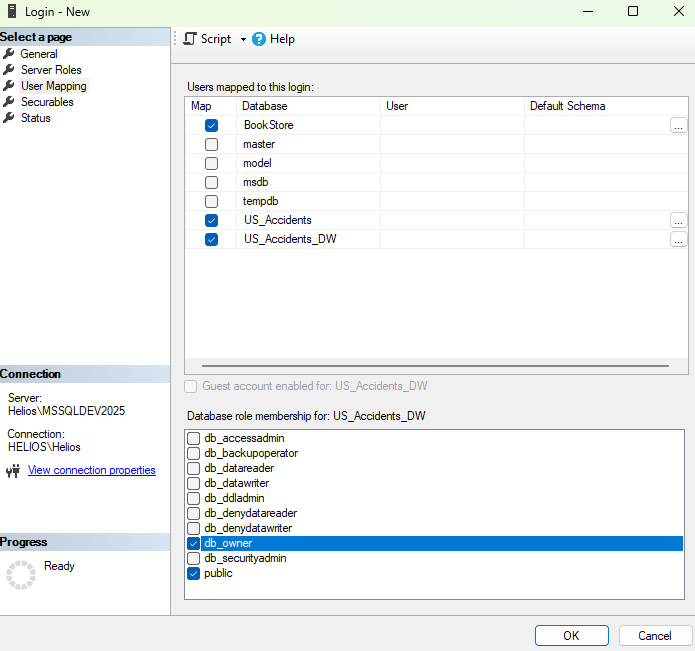 Login - New
Select a page
General
Server Roles
User Mapping
Securables
Status
Script
Help
Users mapped to this login:
Map Database User Default Schema
BookStore ...
master
model
msdb
tempdb
US_Accidents ...
US_Accidents_DW ...
Guest account enabled for: US_Accidents_DW
Database role membership for: US_Accidents_DW
db_accessadmin
db_backupoperator
db_datareader
db_datawriter
db_ddladmin
db_denydatareader
db_denydatawriter
db_owner
db_securityadmin
public
Connection
Server:
Helios\MSSQLDEV2025
Connection:
HELIOS\Helios
View connection properties
Progress
Ready
OK Cancel